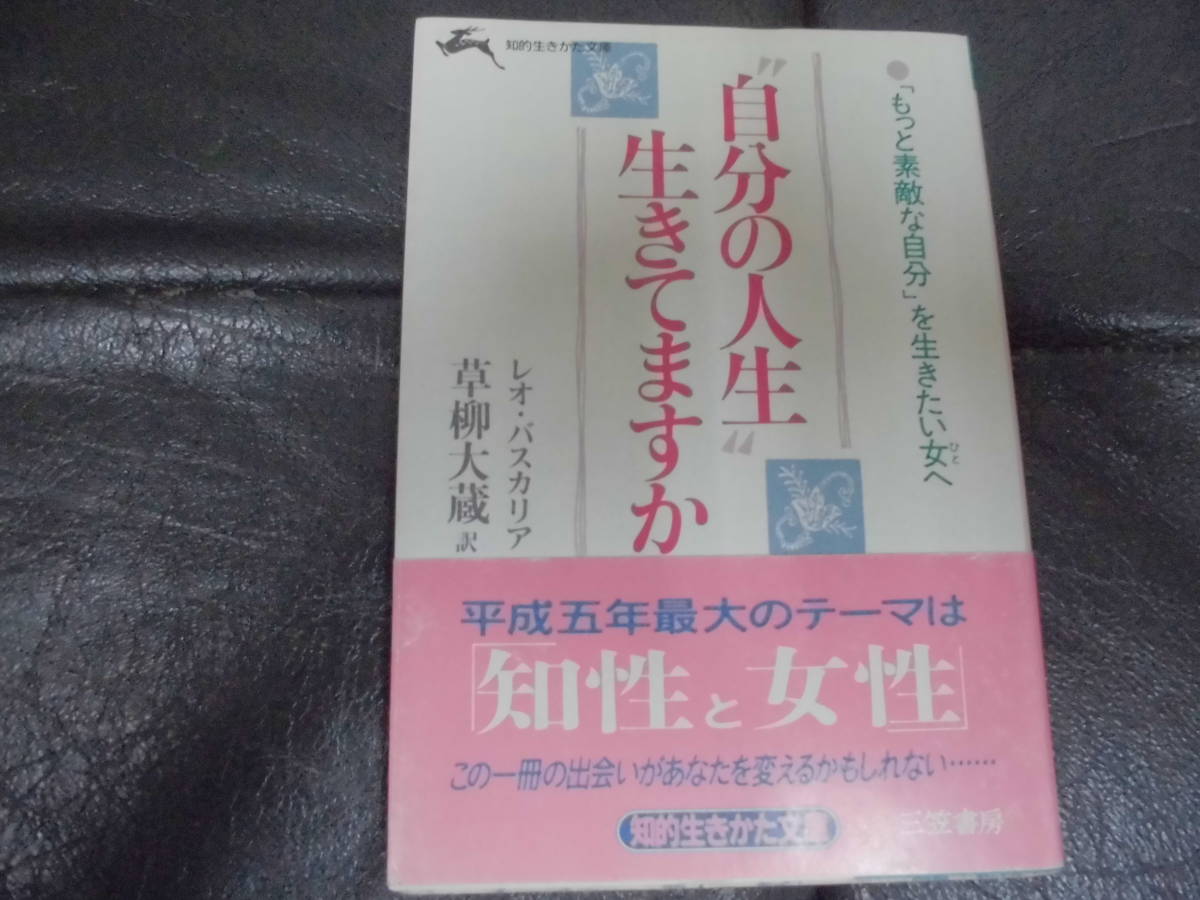 知的生きかた文庫
●「もっと素敵な自分」を生きたい女へ
ひと
"自分の人生"
生きてますか
レオ・バスカリア
草柳大蔵 訳
平成五年最大のテーマは
「知性と女性」
この一冊の出会いがあなたを変えるかもしれない……
知的生きかた文庫
三笠書房